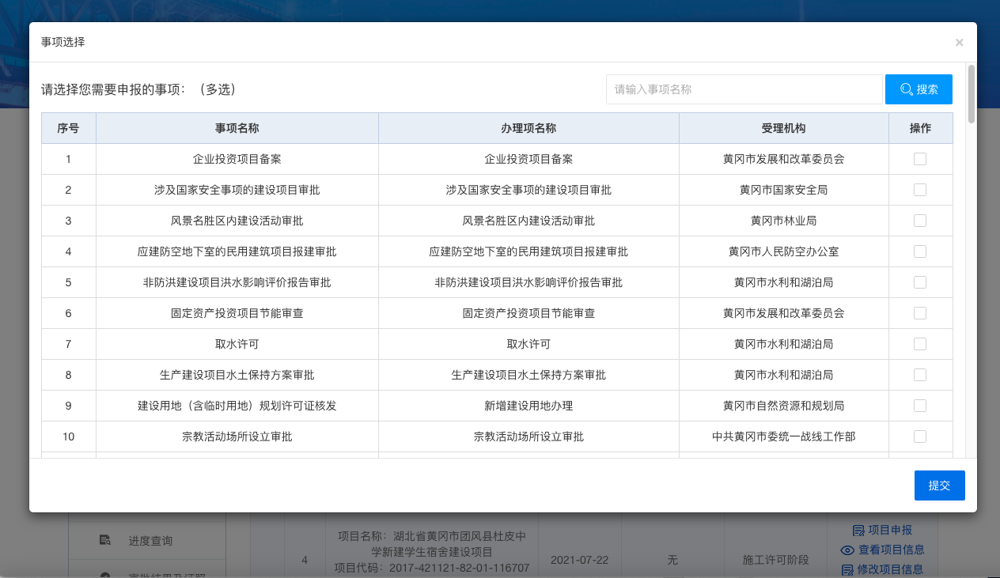 事项选择
×
请选择您需要申报的事项：（多选）
请输入事项名称
搜索
序号 事项名称 办理项名称 受理机构 操作
1 企业投资项目备案 企业投资项目备案 黄冈市发展和改革委员会
2 涉及国家安全事项的建设项目审批 涉及国家安全事项的建设项目审批 黄冈市国家安全局
3 风景名胜区内建设活动审批 风景名胜区内建设活动审批 黄冈市林业局
4 应建防空地下室的民用建筑项目报建审批 应建防空地下室的民用建筑项目报建审批 黄冈市人民防空办公室
5 非防洪建设项目洪水影响评价报告审批 非防洪建设项目洪水影响评价报告审批 黄冈市水利和湖泊局
6 固定资产投资项目节能审查 固定资产投资项目节能审查 黄冈市发展和改革委员会
7 取水许可 取水许可 黄冈市水利和湖泊局
8 生产建设项目水土保持方案审批 生产建设项目水土保持方案审批 黄冈市水利和湖泊局
9 建设用地（含临时用地）规划许可证核发 新增建设用地办理 黄冈市自然资源和规划局
10 宗教活动场所设立审批 宗教活动场所设立审批 中共黄冈市委统一战线工作部
提交
进度查询
审批结果及证照
4
项目名称：湖北省黄冈市团风县杜皮中
学新建学生宿舍建设项目
项目代码：2017-421121-82-01-116707
2021-07-22
无
施工许可阶段
项目申报
查看项目信息
修改项目信息